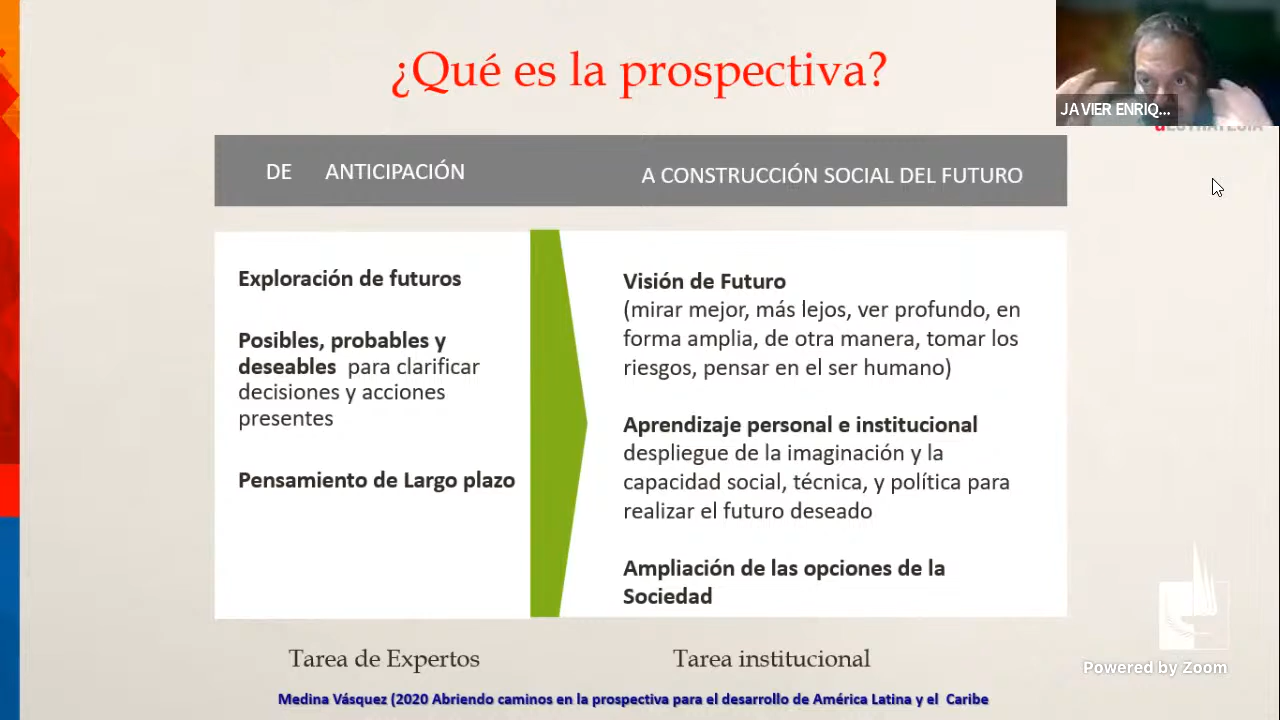 ¿Qué es la prospectiva?
JAVIER ENRIQ...
DE ANTICIPACIÓN
A CONSTRUCCIÓN SOCIAL DEL FUTURO
Exploración de futuros
Posibles, probables y
deseables para clarificar
decisiones y acciones
presentes
Pensamiento de Largo plazo
Visión de Futuro
(mirar mejor, más lejos, ver profundo, en
forma amplia, de otra manera, tomar los
riesgos, pensar en el ser humano)
Aprendizaje personal e institucional
despliegue de la imaginación y la
capacidad social, técnica, y política para
realizar el futuro deseado
Ampliación de las opciones de la
Sociedad
Tarea de Expertos
Tarea institucional
Powered by Zoom
Medina Vásquez (2020 Abriendo caminos en la prospectiva para el desarrollo de América Latina y el Caribe